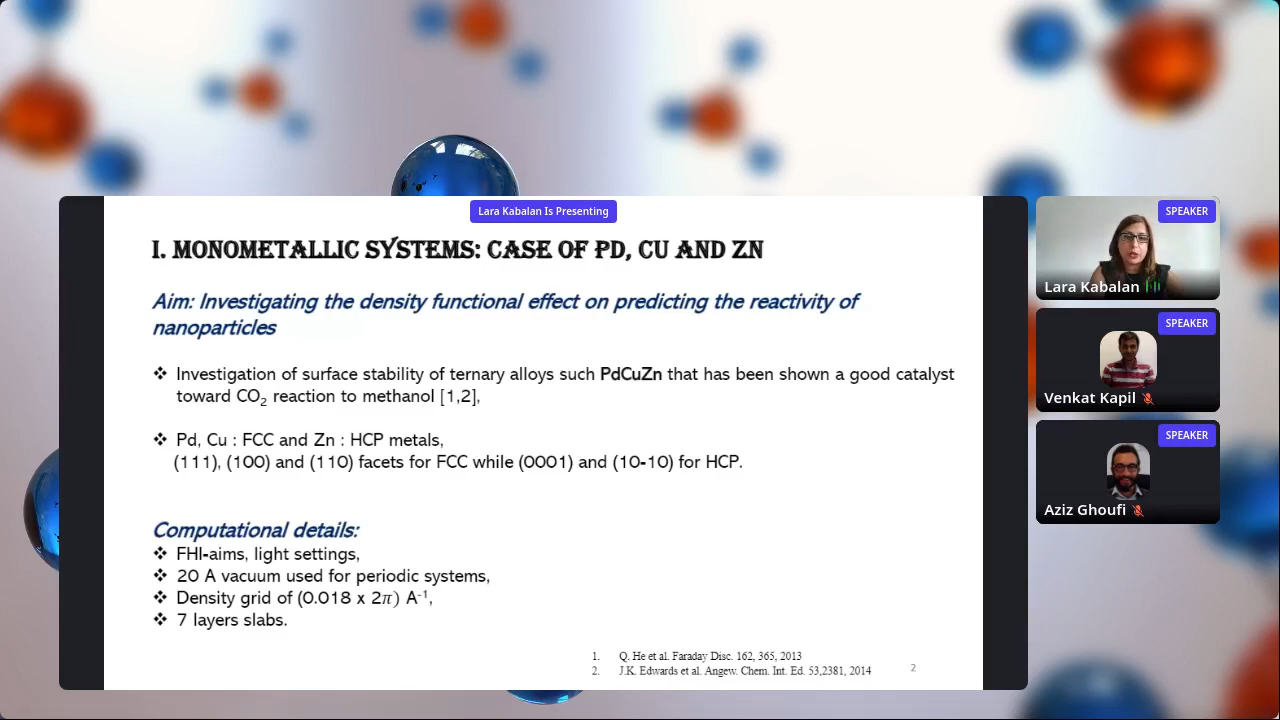 Lara Kabalan Is Presenting
I. MONOMETALLIC SYSTEMS: CASE OF PD, CU AND ZN
Aim: Investigating the density functional effect on predicting the reactivity of
nanoparticles
❖ Investigation of surface stability of ternary alloys such PdCuZn that has been shown a good catalyst
toward CO₂ reaction to methanol [1,2],
❖ Pd, Cu : FCC and Zn : HCP metals,
(111), (100) and (110) facets for FCC while (0001) and (10-10) for HCP.
Computational details:
❖ FHI-aims, light settings,
❖ 20 A vacuum used for periodic systems,
❖ Density grid of (0.018 x 2π) A⁻¹,
❖ 7 layers slabs.
1. Q. He et al. Faraday Disc. 162, 365, 2013
2. J.K. Edwards et al. Angew. Chem. Int. Ed. 53,2381, 2014
2
SPEAKER
Lara Kabalan
SPEAKER
Venkat Kapil
SPEAKER
Aziz Ghoufi